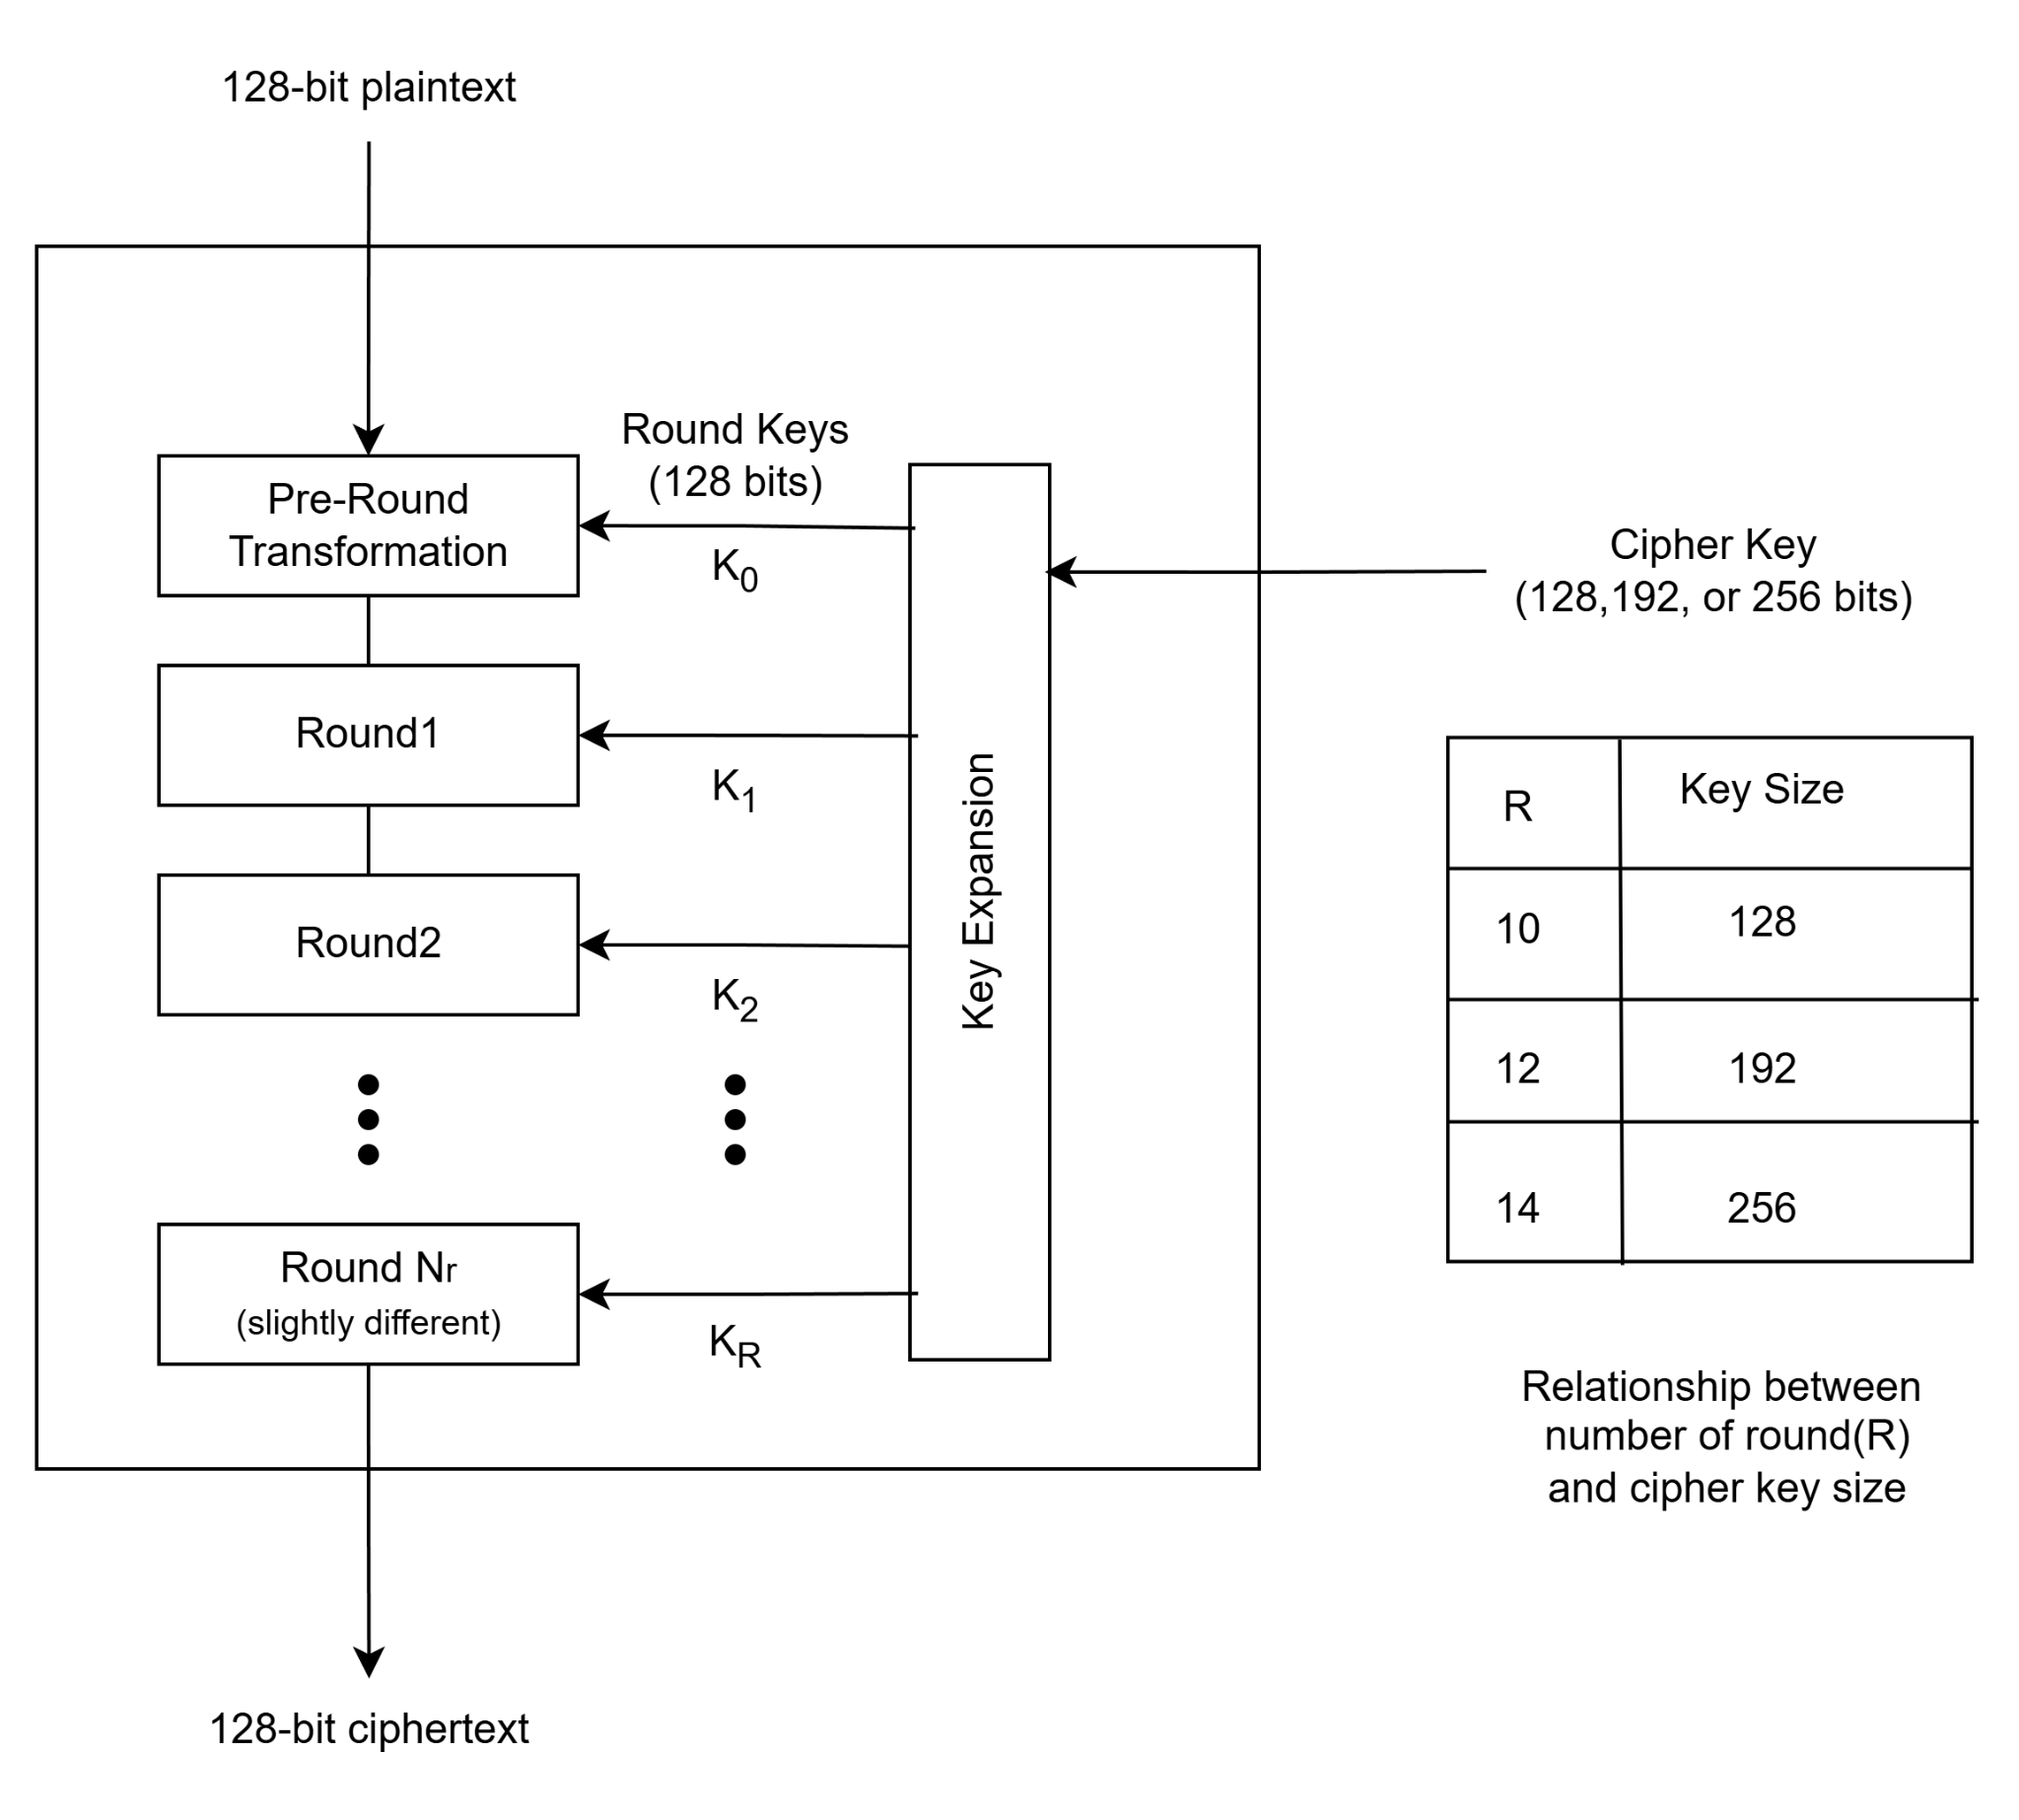 128-bit plaintext
Round Keys
(128 bits)
Pre-Round
Transformation
K0
Cipher Key
(128,192, or 256 bits)
Round1
K1
Key Expansion
Round2
K2
Round Nr
(slightly different)
KR
R Key Size
10 128
12 192
14 256
Relationship between
number of round(R)
and cipher key size
128-bit ciphertext